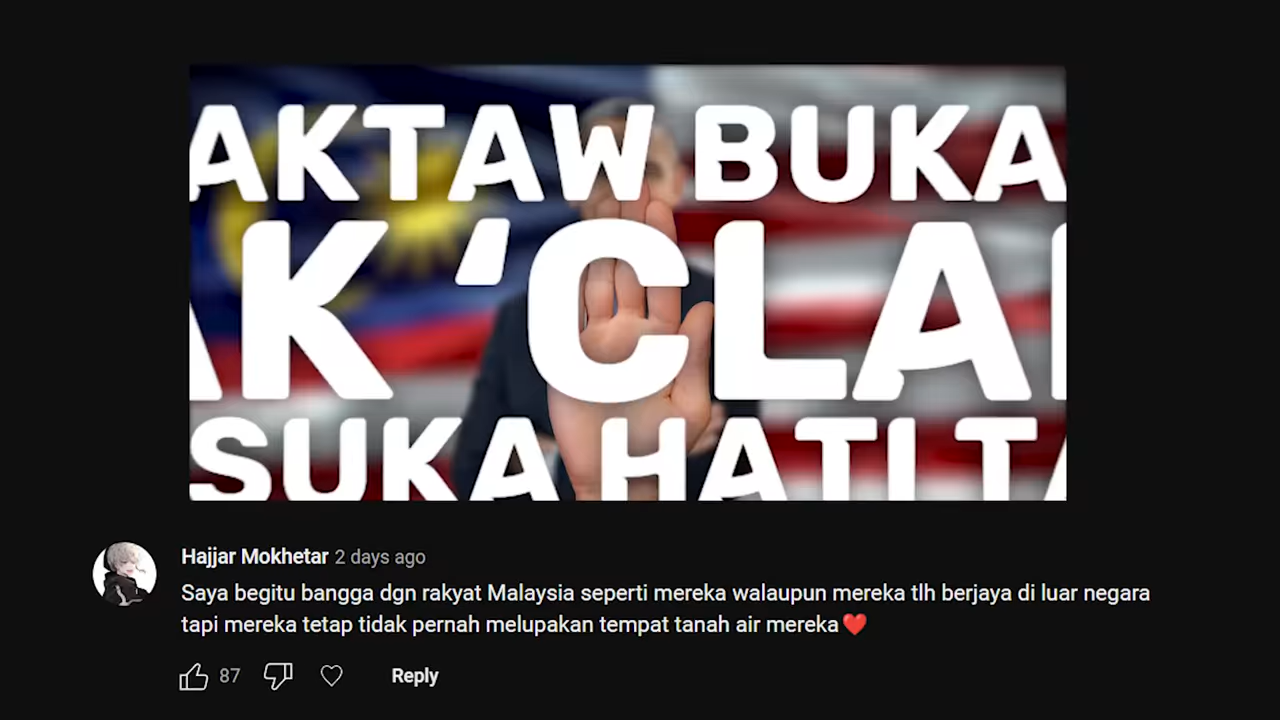 AKTAW BUKA
K 'CLA
SUKA HATI T
Hajjar Mokhetar 2 days ago
Saya begitu bangga dgn rakyat Malaysia seperti mereka walaupun mereka tlh berjaya di luar negara
tapi mereka tetap tidak pernah melupakan tempat tanah air mereka❤️
87
Reply